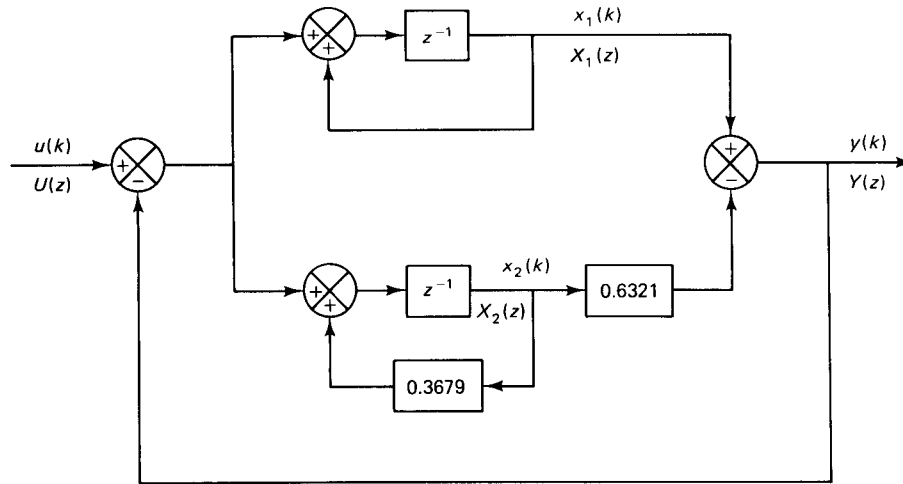 x₁(k)
X₁(z)
z⁻¹
+
+
u(k)
U(z)
+
−
+
−
y(k)
Y(z)
+
+
z⁻¹
x₂(k)
X₂(z)
0.6321
0.3679